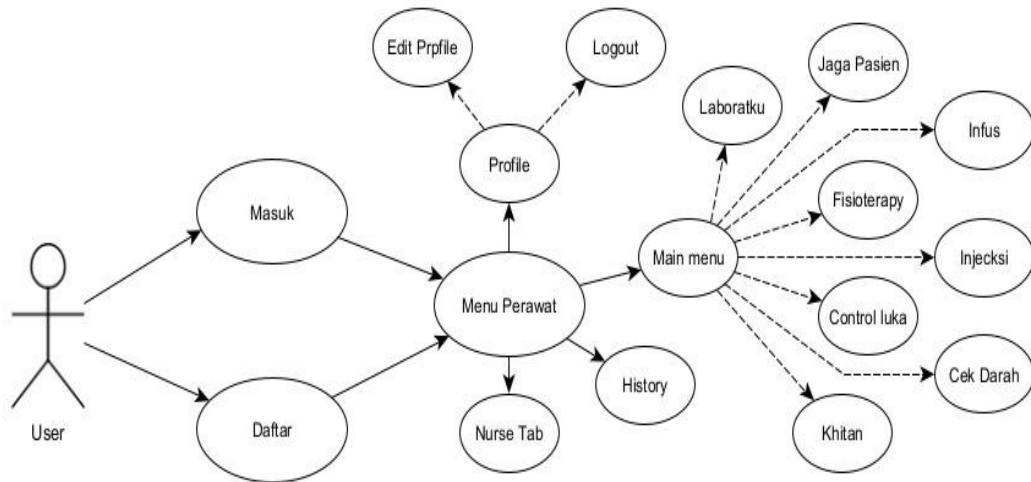 Edit Prpfile
Logout
Jaga Pasien
Laboratku
Infus
Profile
Masuk
Fisioterapy
Main menu
Injecksi
Menu Perawat
Control luka
History
Cek Darah
Daftar
Nurse Tab
Khitan
User